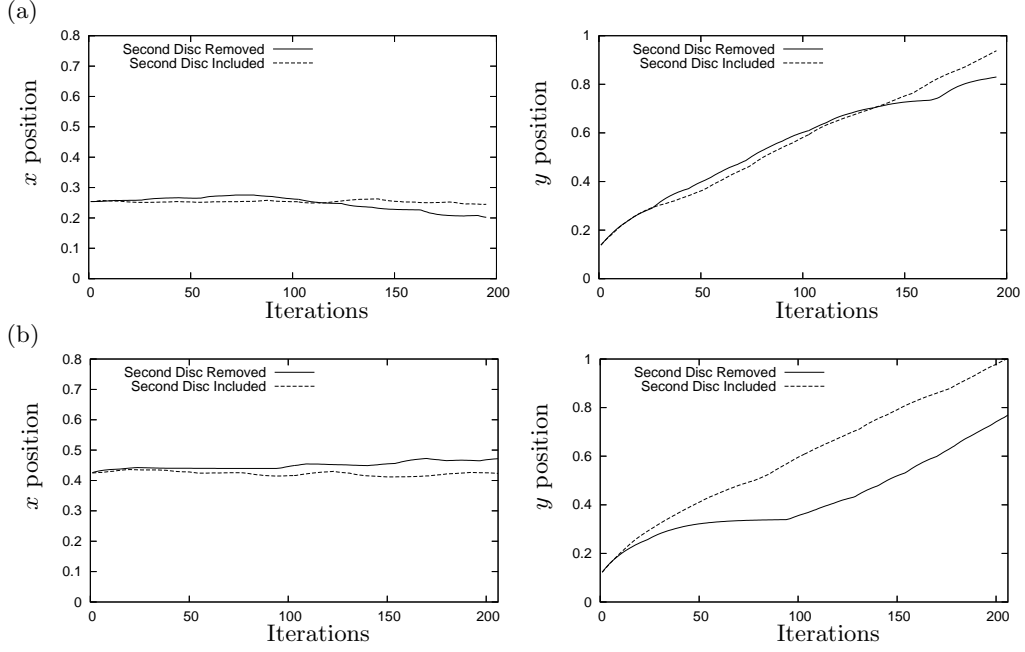 (a)
x position
0.8
0.7
0.6
0.5
0.4
0.3
0.2
0.1
0
Second Disc Removed
Second Disc Included
0 50 100 150 200
Iterations
y position
1
0.8
0.6
0.4
0.2
0
Second Disc Removed
Second Disc Included
0 50 100 150 200
Iterations
(b)
x position
0.8
0.7
0.6
0.5
0.4
0.3
0.2
0.1
0
Second Disc Removed
Second Disc Included
0 50 100 150 200
Iterations
y position
1
0.8
0.6
0.4
0.2
0
Second Disc Removed
Second Disc Included
0 50 100 150 200
Iterations